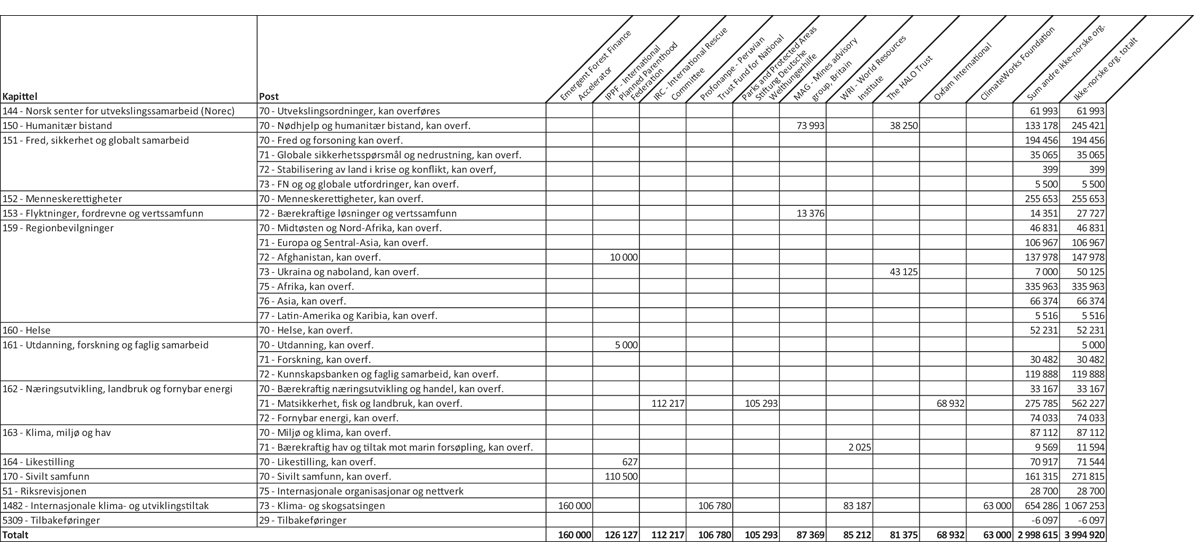 Emergent Forest Finance
Accelerator
IPPF - International
Planned Parenthood
Federation
IRC - International Rescue
Committee
Profonanpe - Peruvian
Trust Fund for National
Parks and Protected Areas
Stiftung Deutsche
Welthungerhilfe
MAG - Mines advisory
group, Britain
WRI - World Resources
Institute
The HALO Trust
Oxfam International
ClimateWorks Foundation
Sum andre ikke-norske org.
Ikke-norske org. totalt
Kapittel Post
144 - Norsk senter for utvekslingssamarbeid (Norec) 70 - Utvekslingsordninger, kan overføres 61 993 61 993
150 - Humanitær bistand 70 - Nødhjelp og humanitær bistand, kan overf. 73 993 38 250 133 178 245 421
151 - Fred, sikkerhet og globalt samarbeid 70 - Fred og forsoning kan overf. 194 456 194 456
71 - Globale sikkerhetsspørsmål og nedrustning, kan overf. 35 065 35 065
72 - Stabilisering av land i krise og konflikt, kan overf, 399 399
73 - FN og og globale utfordringer, kan overf. 5 500 5 500
152 - Menneskerettigheter 70 - Menneskerettigheter, kan overf. 255 653 255 653
153 - Flyktninger, fordrevne og vertssamfunn 72 - Bærekraftige løsninger og vertssamfunn 13 376 14 351 27 727
159 - Regionbevilgninger 70 - Midtøsten og Nord-Afrika, kan overf. 46 831 46 831
71 - Europa og Sentral-Asia, kan overf. 106 967 106 967
72 - Afghanistan, kan overf. 10 000 137 978 147 978
73 - Ukraina og naboland, kan overf. 43 125 7 000 50 125
75 - Afrika, kan overf. 335 963 335 963
76 - Asia, kan overf. 66 374 66 374
77 - Latin-Amerika og Karibia, kan overf. 5 516 5 516
160 - Helse 70 - Helse, kan overf. 52 231 52 231
161 - Utdanning, forskning og faglig samarbeid 70 - Utdanning, kan overf. 5 000 5 000
71 - Forskning, kan overf. 30 482 30 482
72 - Kunnskapsbanken og faglig samarbeid, kan overf. 119 888 119 888
162 - Næringsutvikling, landbruk og fornybar energi 70 - Bærekraftig næringsutvikling og handel, kan overf. 33 167 33 167
71 - Matsikkerhet, fisk og landbruk, kan overf. 112 217 105 293 68 932 275 785 562 227
72 - Fornybar energi, kan overf. 74 033 74 033
163 - Klima, miljø og hav 70 - Miljø og klima, kan overf. 87 112 87 112
71 - Bærekraftig hav og tiltak mot marin forsøpling, kan overf. 2 025 9 569 11 594
164 - Likestilling 70 - Likestilling, kan overf. 627 70 917 71 544
170 - Sivilt samfunn 70 - Sivilt samfunn, kan overf. 110 500 161 315 271 815
51 - Riksrevisjonen 75 - Internasjonale organisasjonar og nettverk 28 700 28 700
1482 - Internasjonale klima- og utviklingstiltak 73 - Klima- og skogsatsingen 160 000 106 780 83 187 63 000 654 286 1 067 253
5309 - Tilbakeføringer 29 - Tilbakeføringer -6 097 -6 097
Totalt 160 000 126 127 112 217 106 780 105 293 87 369 85 212 81 375 68 932 63 000 2 998 615 3 994 920